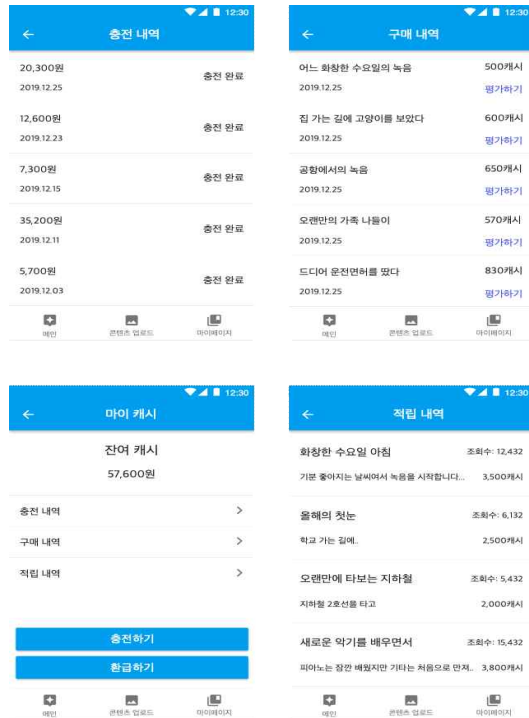 12:30
충전 내역
20,300원
충전 완료
2019.12.25
12,600원
충전 완료
2019.12.23
7,300원
충전 완료
2019.12.15
35,200원
충전 완료
2019.12.11
5,700원
충전 완료
2019.12.03
메인 콘텐츠 업로드 마이페이지
12:30
구매 내역
어느 화창한 수요일의 녹음 500캐시
2019.12.25 평가하기
집 가는 길에 고양이를 보았다 600캐시
2019.12.25 평가하기
공항에서의 녹음 650캐시
2019.12.25 평가하기
오랜만의 가족 나들이 570캐시
2019.12.25 평가하기
드디어 운전면허를 땄다 830캐시
2019.12.25 평가하기
메인 콘텐츠 업로드 마이페이지
12:30
마이 캐시
잔여 캐시
57,600원
충전 내역
구매 내역
적립 내역
충전하기
환급하기
메인 콘텐츠 업로드 마이페이지
12:30
적립 내역
화창한 수요일 아침 조회수: 12,432
기분 좋아지는 날씨여서 녹음을 시작합니다... 3,500캐시
올해의 첫눈 조회수: 6,132
학교 가는 길에.. 2,500캐시
오랜만에 타보는 지하철 조회수: 5,432
지하철 2호선을 타고 2,000캐시
새로운 악기를 배우면서 조회수: 15,432
피아노는 잠깐 배웠지만 기타는 처음으로 만져.. 3,800캐시
메인 콘텐츠 업로드 마이페이지